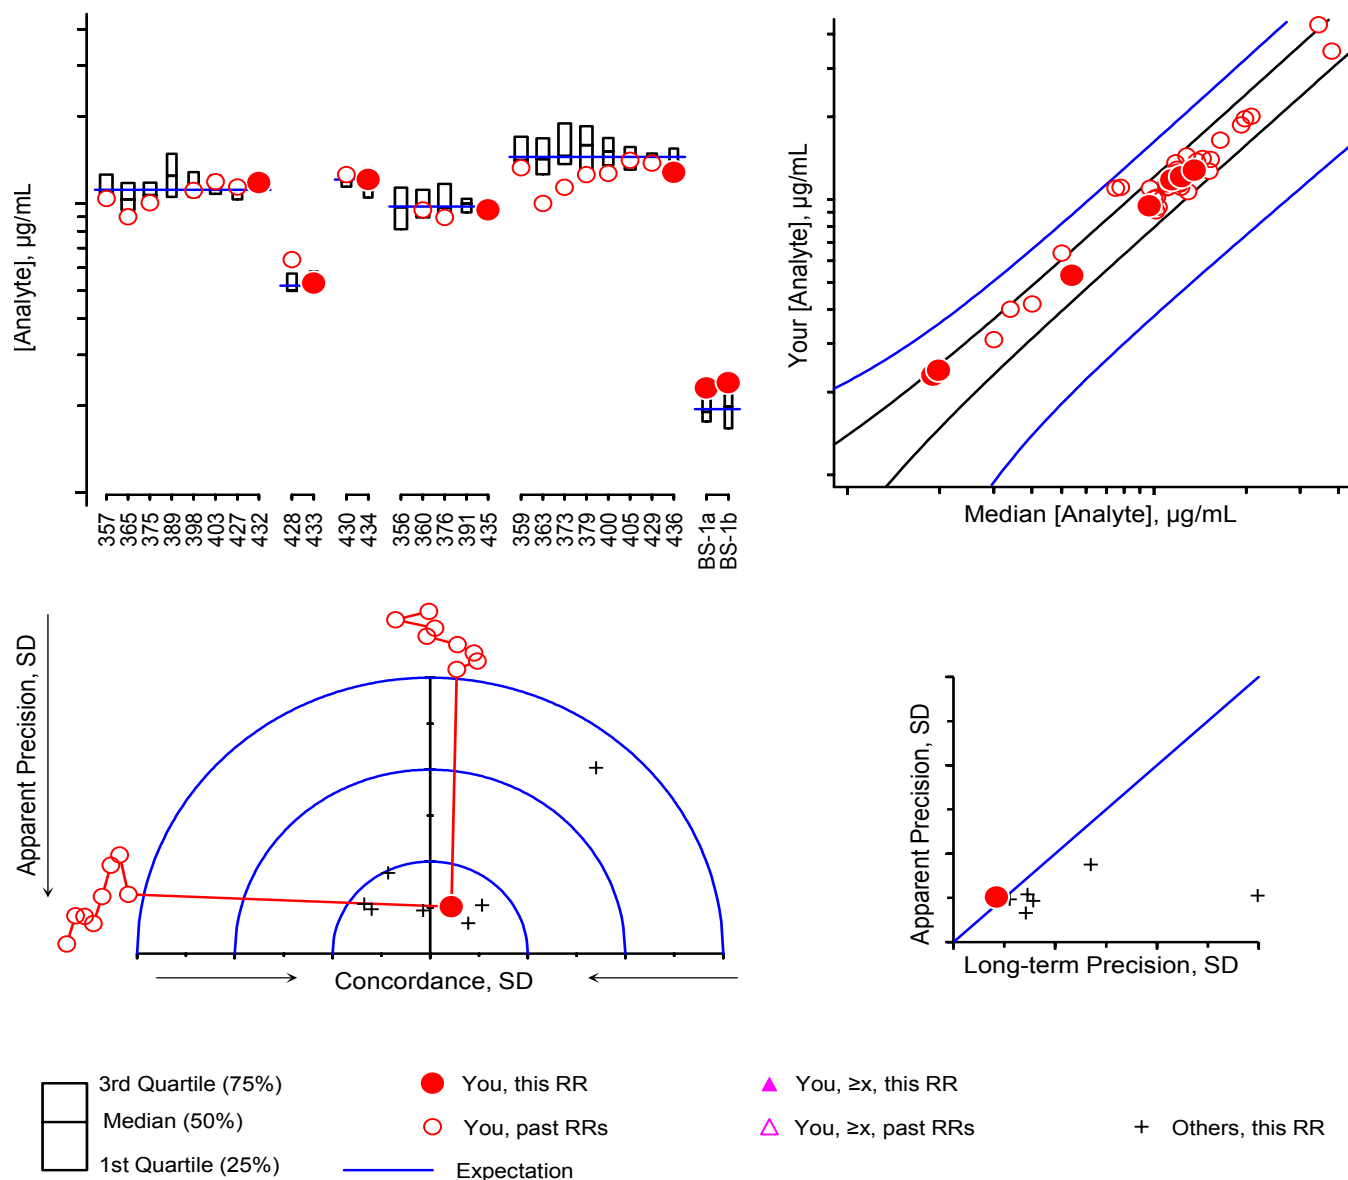 [Analyte], µg/mL
357
365
375
389
398
403
427
432
428
433
430
434
356
360
376
391
435
359
363
373
379
400
405
429
436
BS-1a
BS-1b
Your [Analyte], µg/mL
Median [Analyte], µg/mL
Apparent Precision, SD
Concordance, SD
Apparent Precision, SD
Long-term Precision, SD
3rd Quartile (75%)
Median (50%)
1st Quartile (25%)
You, this RR
You, past RRs
Expectation
You, ≥x, this RR
You, ≥x, past RRs
Others, this RR